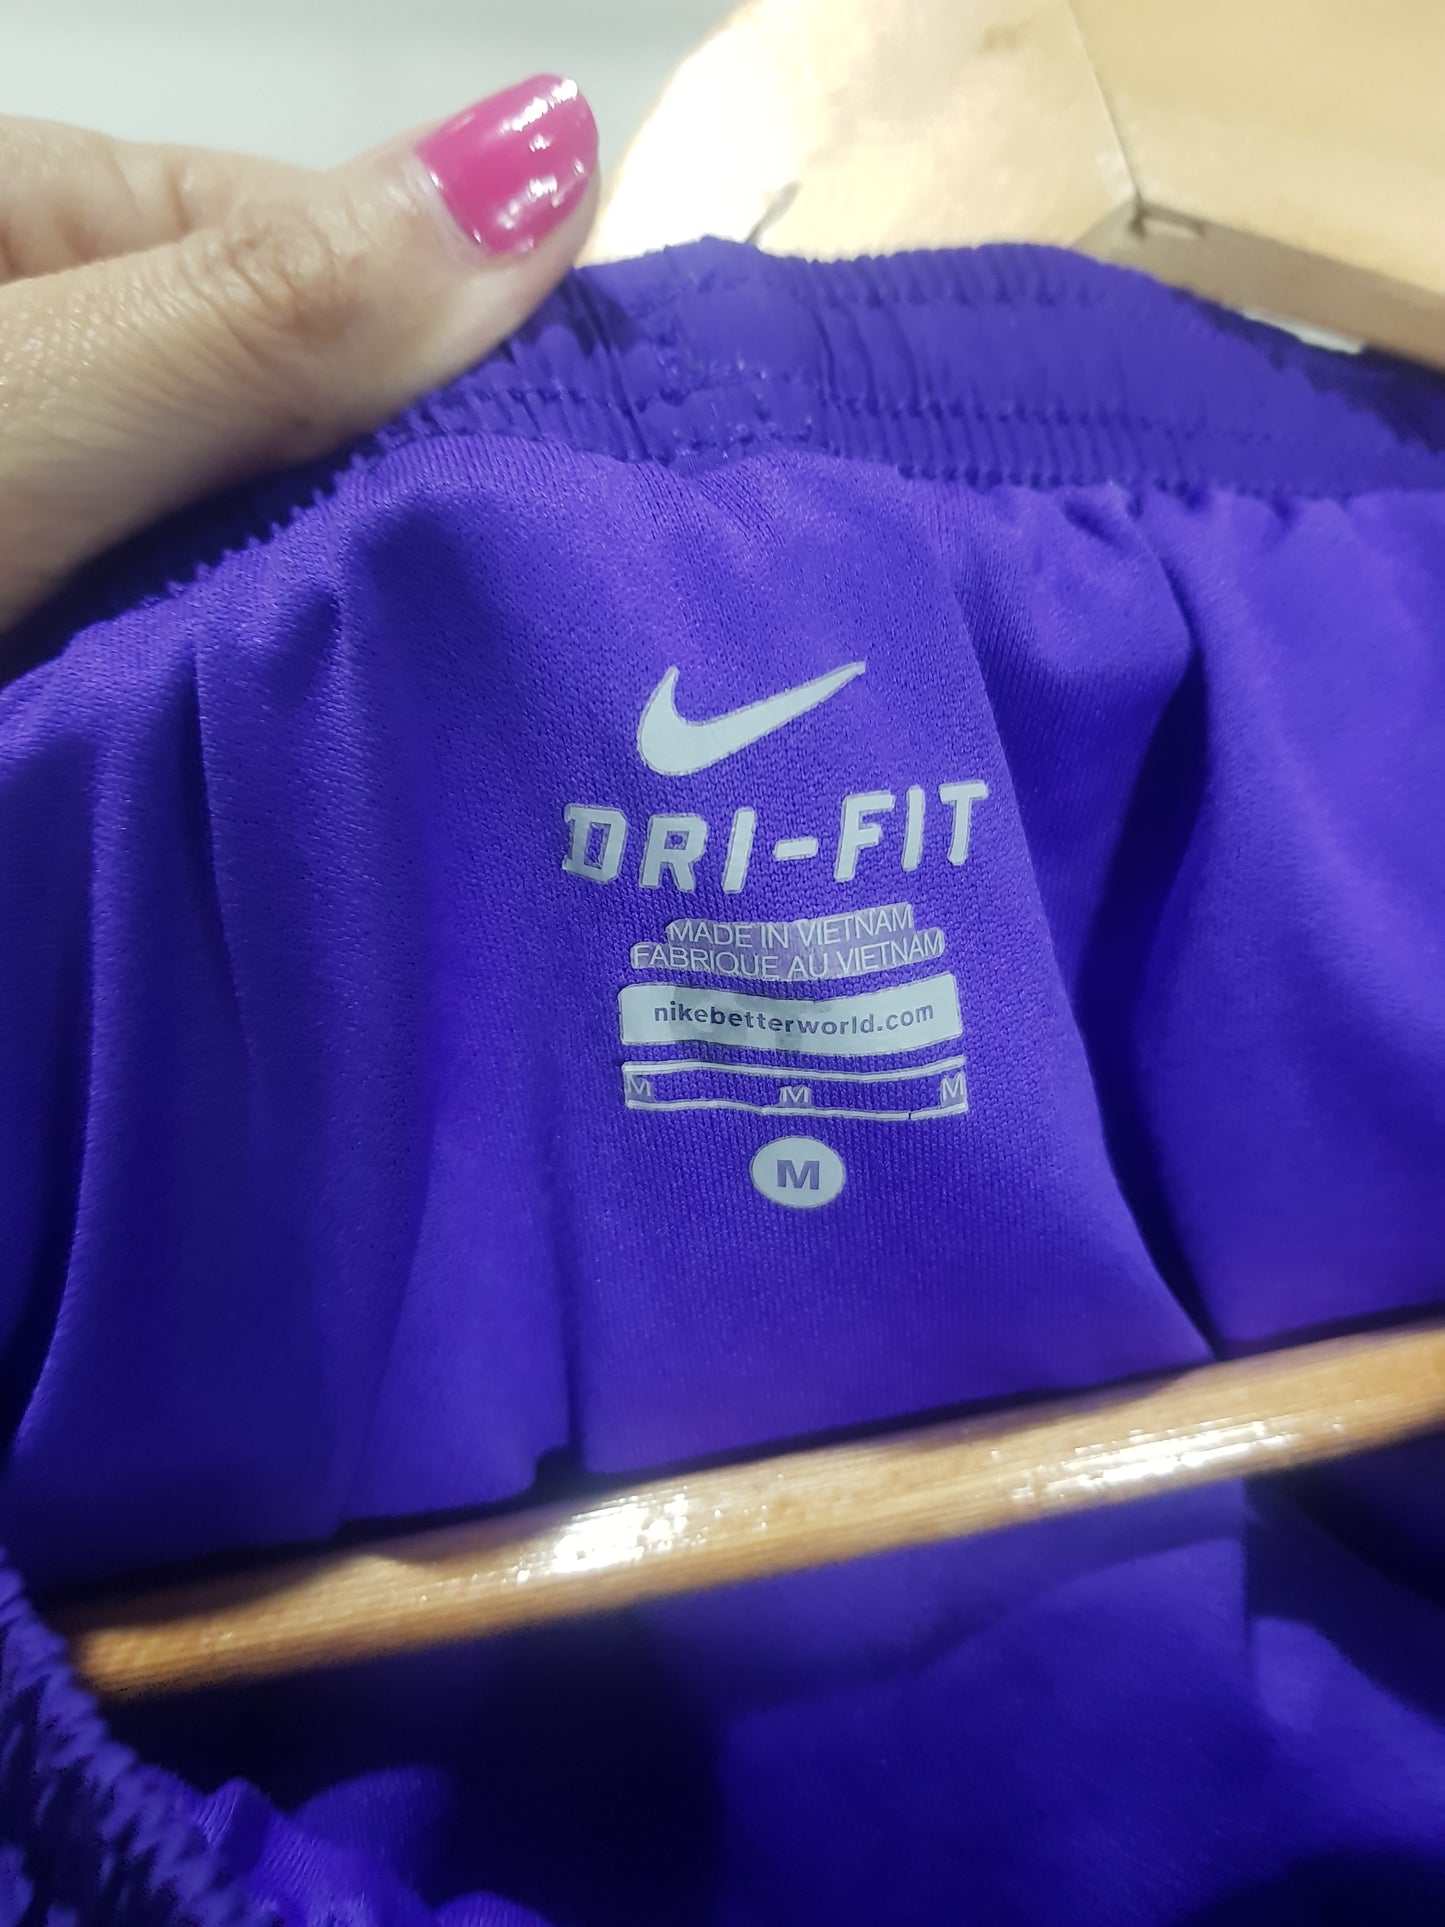 DRI-FIT
MADE IN VIETNAM
FABRIQUE AU VIETNAM
nikebetterworld.com
M M M
M